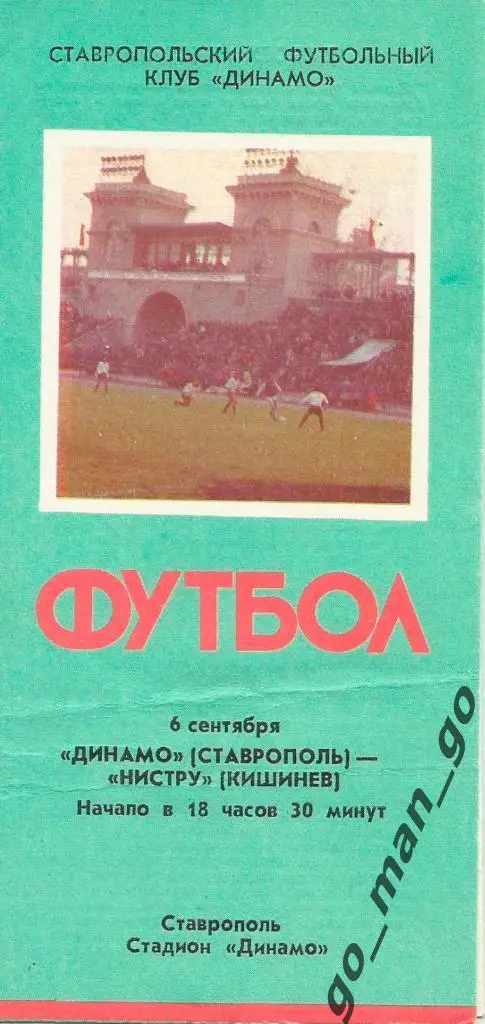 СТАВРОПОЛЬСКИЙ ФУТБОЛЬНЫЙ
КЛУБ «ДИНАМО»
ФУТБОЛ
6 сентября
«ДИНАМО» (СТАВРОПОЛЬ) —
«НИСТРУ» (КИШИНЕВ)
Начало в 18 часов 30 минут
Ставрополь
Стадион «Динамо»
go_man_go